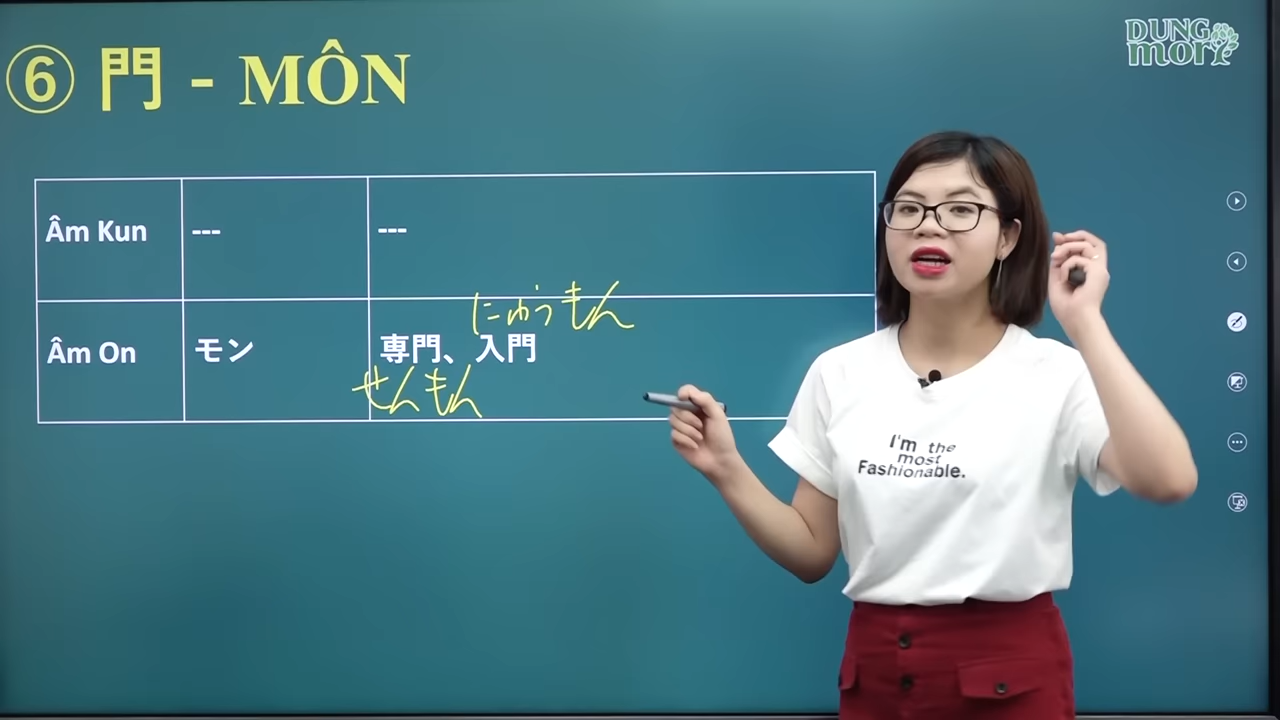 ⑥ 門 - MÔN
DUNG
mori
Âm Kun
---
---
にゅうもん
Âm On
モン
専門、入門
せんもん
I'm the
most
Fashionable.